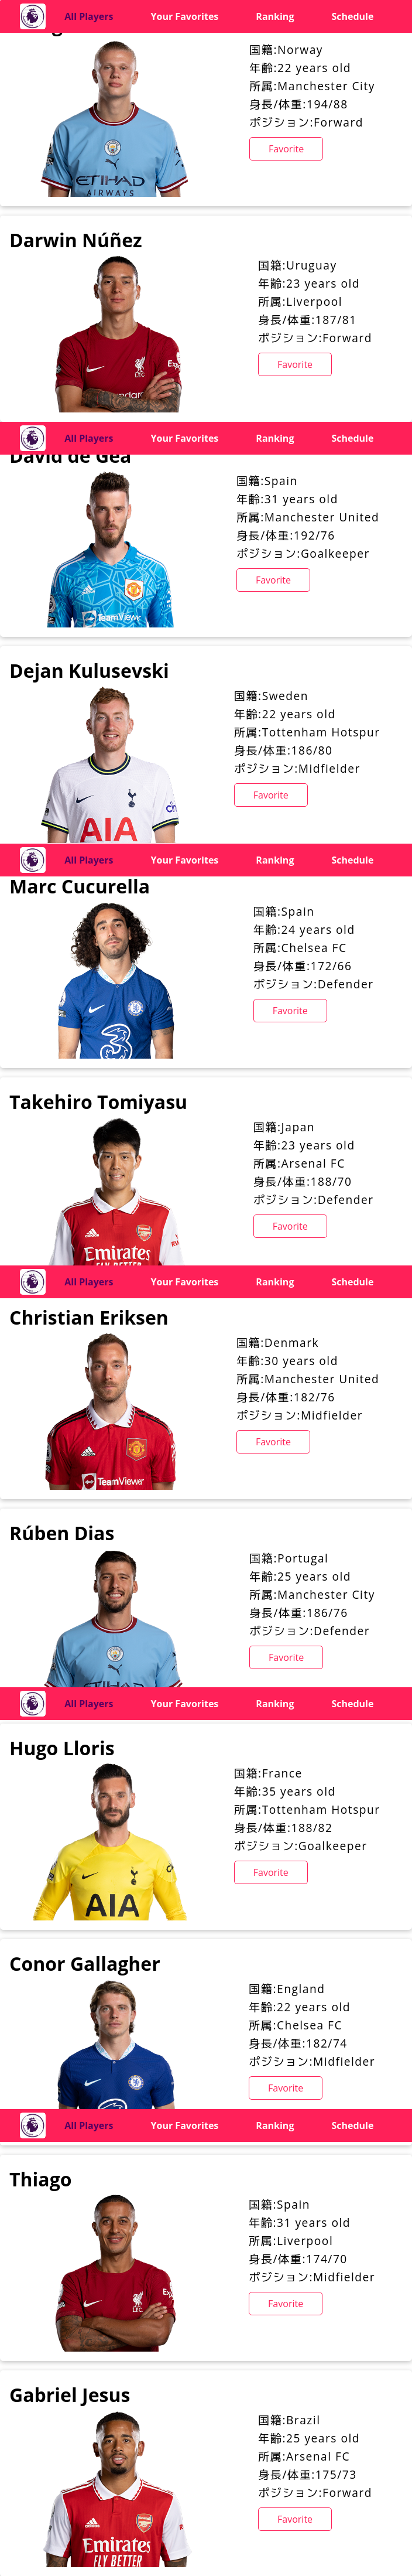 All Players Your Favorites Ranking Schedule
国籍:Norway
年齢:22 years old
所属:Manchester City
身長/体重:194/88
ポジション:Forward
Favorite
ETIHAD
AIRWAYS
Darwin Núñez
国籍:Uruguay
年齢:23 years old
所属:Liverpool
身長/体重:187/81
ポジション:Forward
Favorite
All Players Your Favorites Ranking Schedule
David de Gea
国籍:Spain
年齢:31 years old
所属:Manchester United
身長/体重:192/76
ポジション:Goalkeeper
Favorite
TeamViewer
Dejan Kulusevski
国籍:Sweden
年齢:22 years old
所属:Tottenham Hotspur
身長/体重:186/80
ポジション:Midfielder
Favorite
AIA
All Players Your Favorites Ranking Schedule
Marc Cucurella
国籍:Spain
年齢:24 years old
所属:Chelsea FC
身長/体重:172/66
ポジション:Defender
Favorite
3
Takehiro Tomiyasu
国籍:Japan
年齢:23 years old
所属:Arsenal FC
身長/体重:188/70
ポジション:Defender
Favorite
Emirates
All Players Your Favorites Ranking Schedule
Christian Eriksen
国籍:Denmark
年齢:30 years old
所属:Manchester United
身長/体重:182/76
ポジション:Midfielder
Favorite
TeamViewer
Rúben Dias
国籍:Portugal
年齢:25 years old
所属:Manchester City
身長/体重:186/76
ポジション:Defender
Favorite
All Players Your Favorites Ranking Schedule
Hugo Lloris
国籍:France
年齢:35 years old
所属:Tottenham Hotspur
身長/体重:188/82
ポジション:Goalkeeper
Favorite
AIA
Conor Gallagher
国籍:England
年齢:22 years old
所属:Chelsea FC
身長/体重:182/74
ポジション:Midfielder
Favorite
All Players Your Favorites Ranking Schedule
Thiago
国籍:Spain
年齢:31 years old
所属:Liverpool
身長/体重:174/70
ポジション:Midfielder
Favorite
Gabriel Jesus
国籍:Brazil
年齢:25 years old
所属:Arsenal FC
身長/体重:175/73
ポジション:Forward
Favorite
Emirates
FLY BETTER